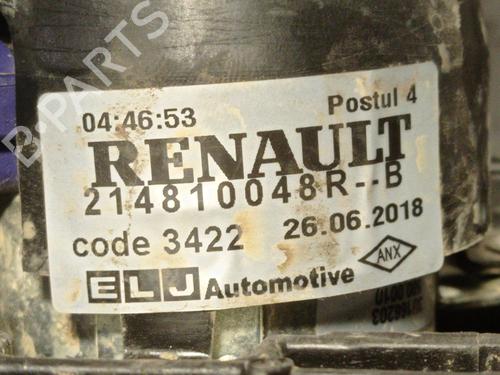 B-PARTS
04:46:53 Postul 4
RENAULT
214810048R--B
code 3422 26.06.2018
ELJ Automotive
ANX